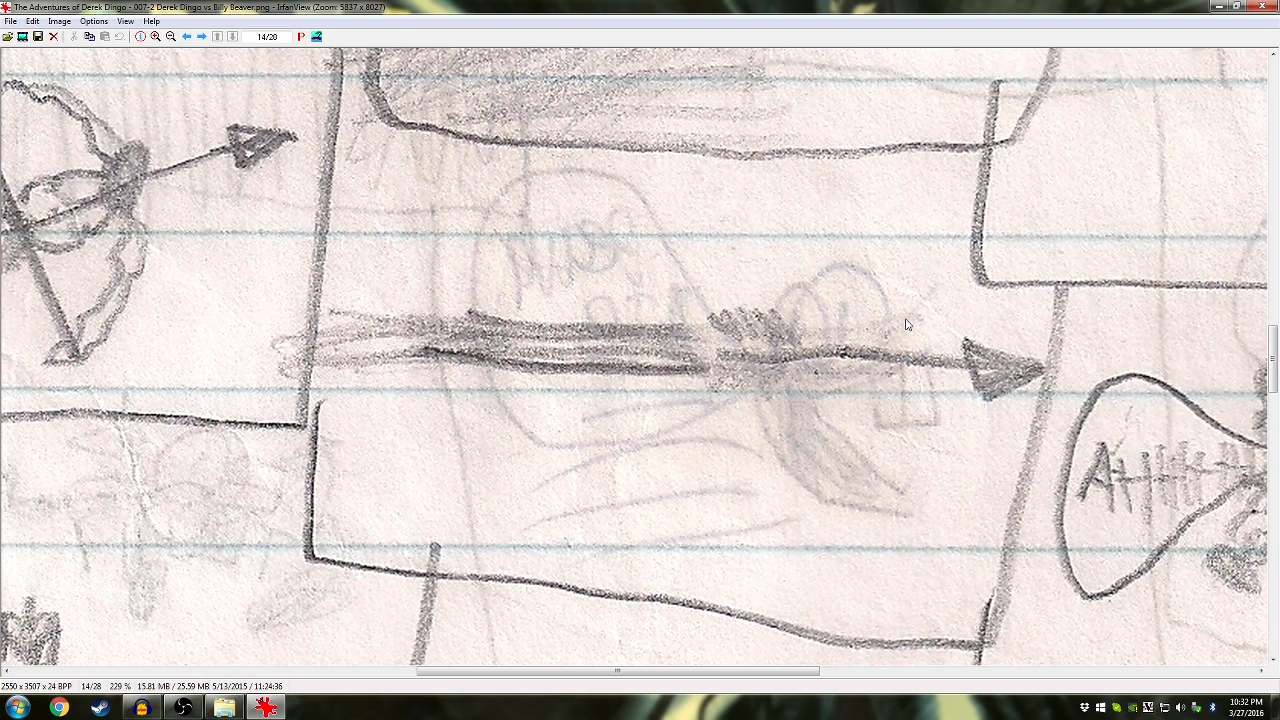 The Adventures of Derek Dingo - 007-2 Derek Dingo vs Billy Beaver.png - IrfanView (Zoom: 5837 x 8027)
File Edit Image Options View Help
14/28
2550 x 3507 x 24 BPP 14/28 229 % 15.81 MB / 25.59 MB 5/13/2015 / 11:24:36
10:32 PM
3/27/2016